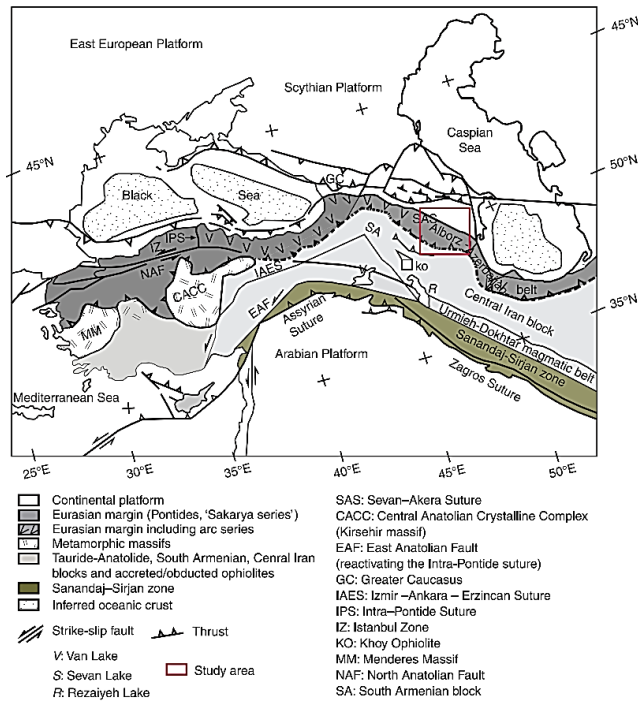 East European Platform
45°N
Scythian Platform
Caspian
Sea
50°N
45°N
GC
Black
Sea
SAS
Alborz
IPS
IZ
SA
ko
NAF
IAES
R
belt
CACC
EAF
Central Iran block
35°N
Assyrian
Suture
Urmieh-Dokhtar magmatic belt
MM
Sanandaj-Sirjan zone
Arabian Platform
Zagros Suture
Mediterranean Sea
25°E
30°E
35°E
40°E
45°E
50°E
Continental platform
Eurasian margin (Pontides, 'Sakarya series')
Eurasian margin including arc series
Metamorphic massifs
Tauride-Anatolide, South Armenian, Cenral Iran
blocks and accreted/obducted ophiolites
Sanandaj–Sirjan zone
Inferred oceanic crust
Strike-slip fault
Thrust
V: Van Lake
S: Sevan Lake
R: Rezaiyeh Lake
Study area
SAS: Sevan–Akera Suture
CACC: Central Anatolian Crystalline Complex
(Kirsehir massif)
EAF: East Anatolian Fault
(reactivating the Intra-Pontide suture)
GC: Greater Caucasus
IAES: Izmir –Ankara – Erzincan Suture
IPS: Intra–Pontide Suture
IZ: Istanbul Zone
KO: Khoy Ophiolite
MM: Menderes Massif
NAF: North Anatolian Fault
SA: South Armenian block